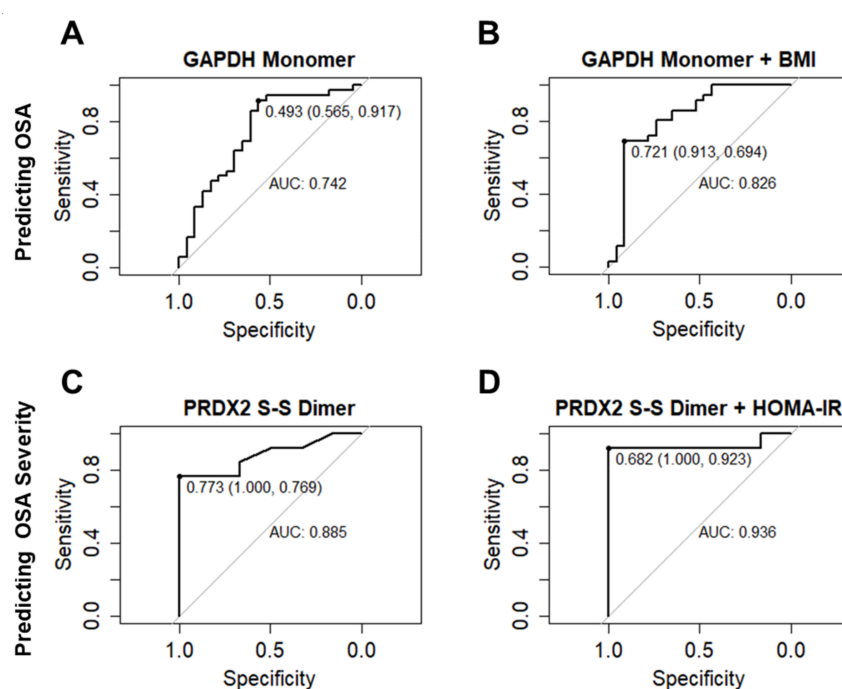 A
GAPDH Monomer
Predicting OSA
Sensitivity
0.8
0.4
0.0
0.493 (0.565, 0.917)
AUC: 0.742
1.0 0.5 0.0
Specificity
B
GAPDH Monomer + BMI
Sensitivity
0.8
0.4
0.0
0.721 (0.913, 0.694)
AUC: 0.826
1.0 0.5 0.0
Specificity
C
PRDX2 S-S Dimer
Predicting OSA Severity
Sensitivity
0.8
0.4
0.0
0.773 (1.000, 0.769)
AUC: 0.885
1.0 0.5 0.0
Specificity
D
PRDX2 S-S Dimer + HOMA-IR
Sensitivity
0.8
0.4
0.0
0.682 (1.000, 0.923)
AUC: 0.936
1.0 0.5 0.0
Specificity